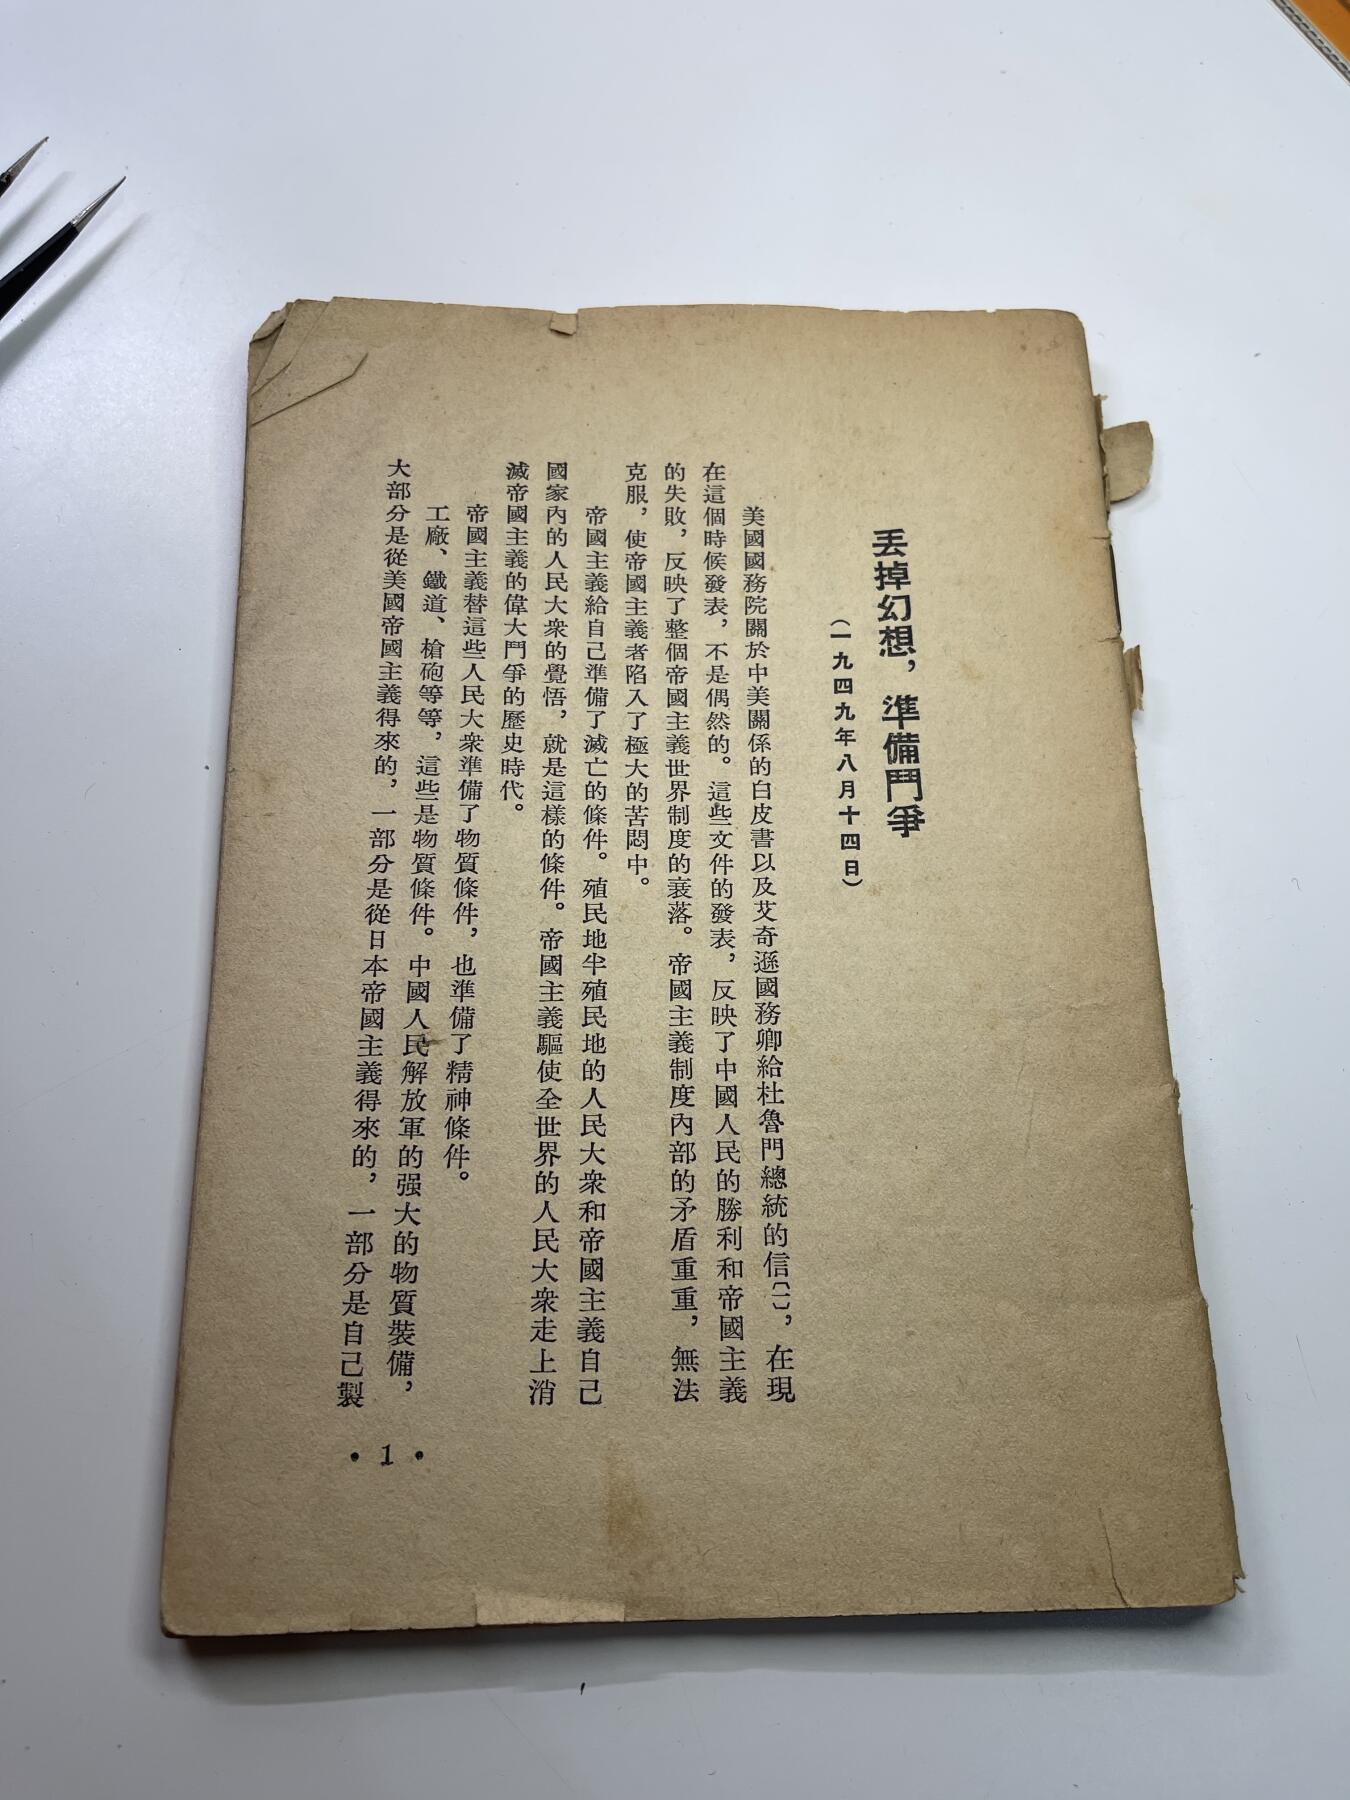 丟掉幻想，準備鬥爭
（一九四九年八月十四日）
美國國務院關於中美關係的白皮書以及艾奇遜國務卿給杜魯門總統的信〔一〕，在現
在這個時候發表，不是偶然的。這些文件的發表，反映了中國人民的勝利和帝國主義
的失敗，反映了整個帝國主義世界制度的衰落。帝國主義制度內部的矛盾重重，無法
克服，使帝國主義者陷入了極大的苦悶中。
帝國主義給自己準備了滅亡的條件。殖民地半殖民地的人民大衆和帝國主義自己
國家內的人民大衆的覺悟，就是這樣的條件。帝國主義驅使全世界的人民大衆走上消
滅帝國主義的偉大鬥爭的歷史時代。
帝國主義替這些人民大衆準備了物質條件，也準備了精神條件。
工廠、鐵道、槍砲等等，這些是物質條件。中國人民解放軍的强大的物質裝備，
大部分是從美國帝國主義得來的，一部分是從日本帝國主義得來的，一部分是自己製
• 1 •